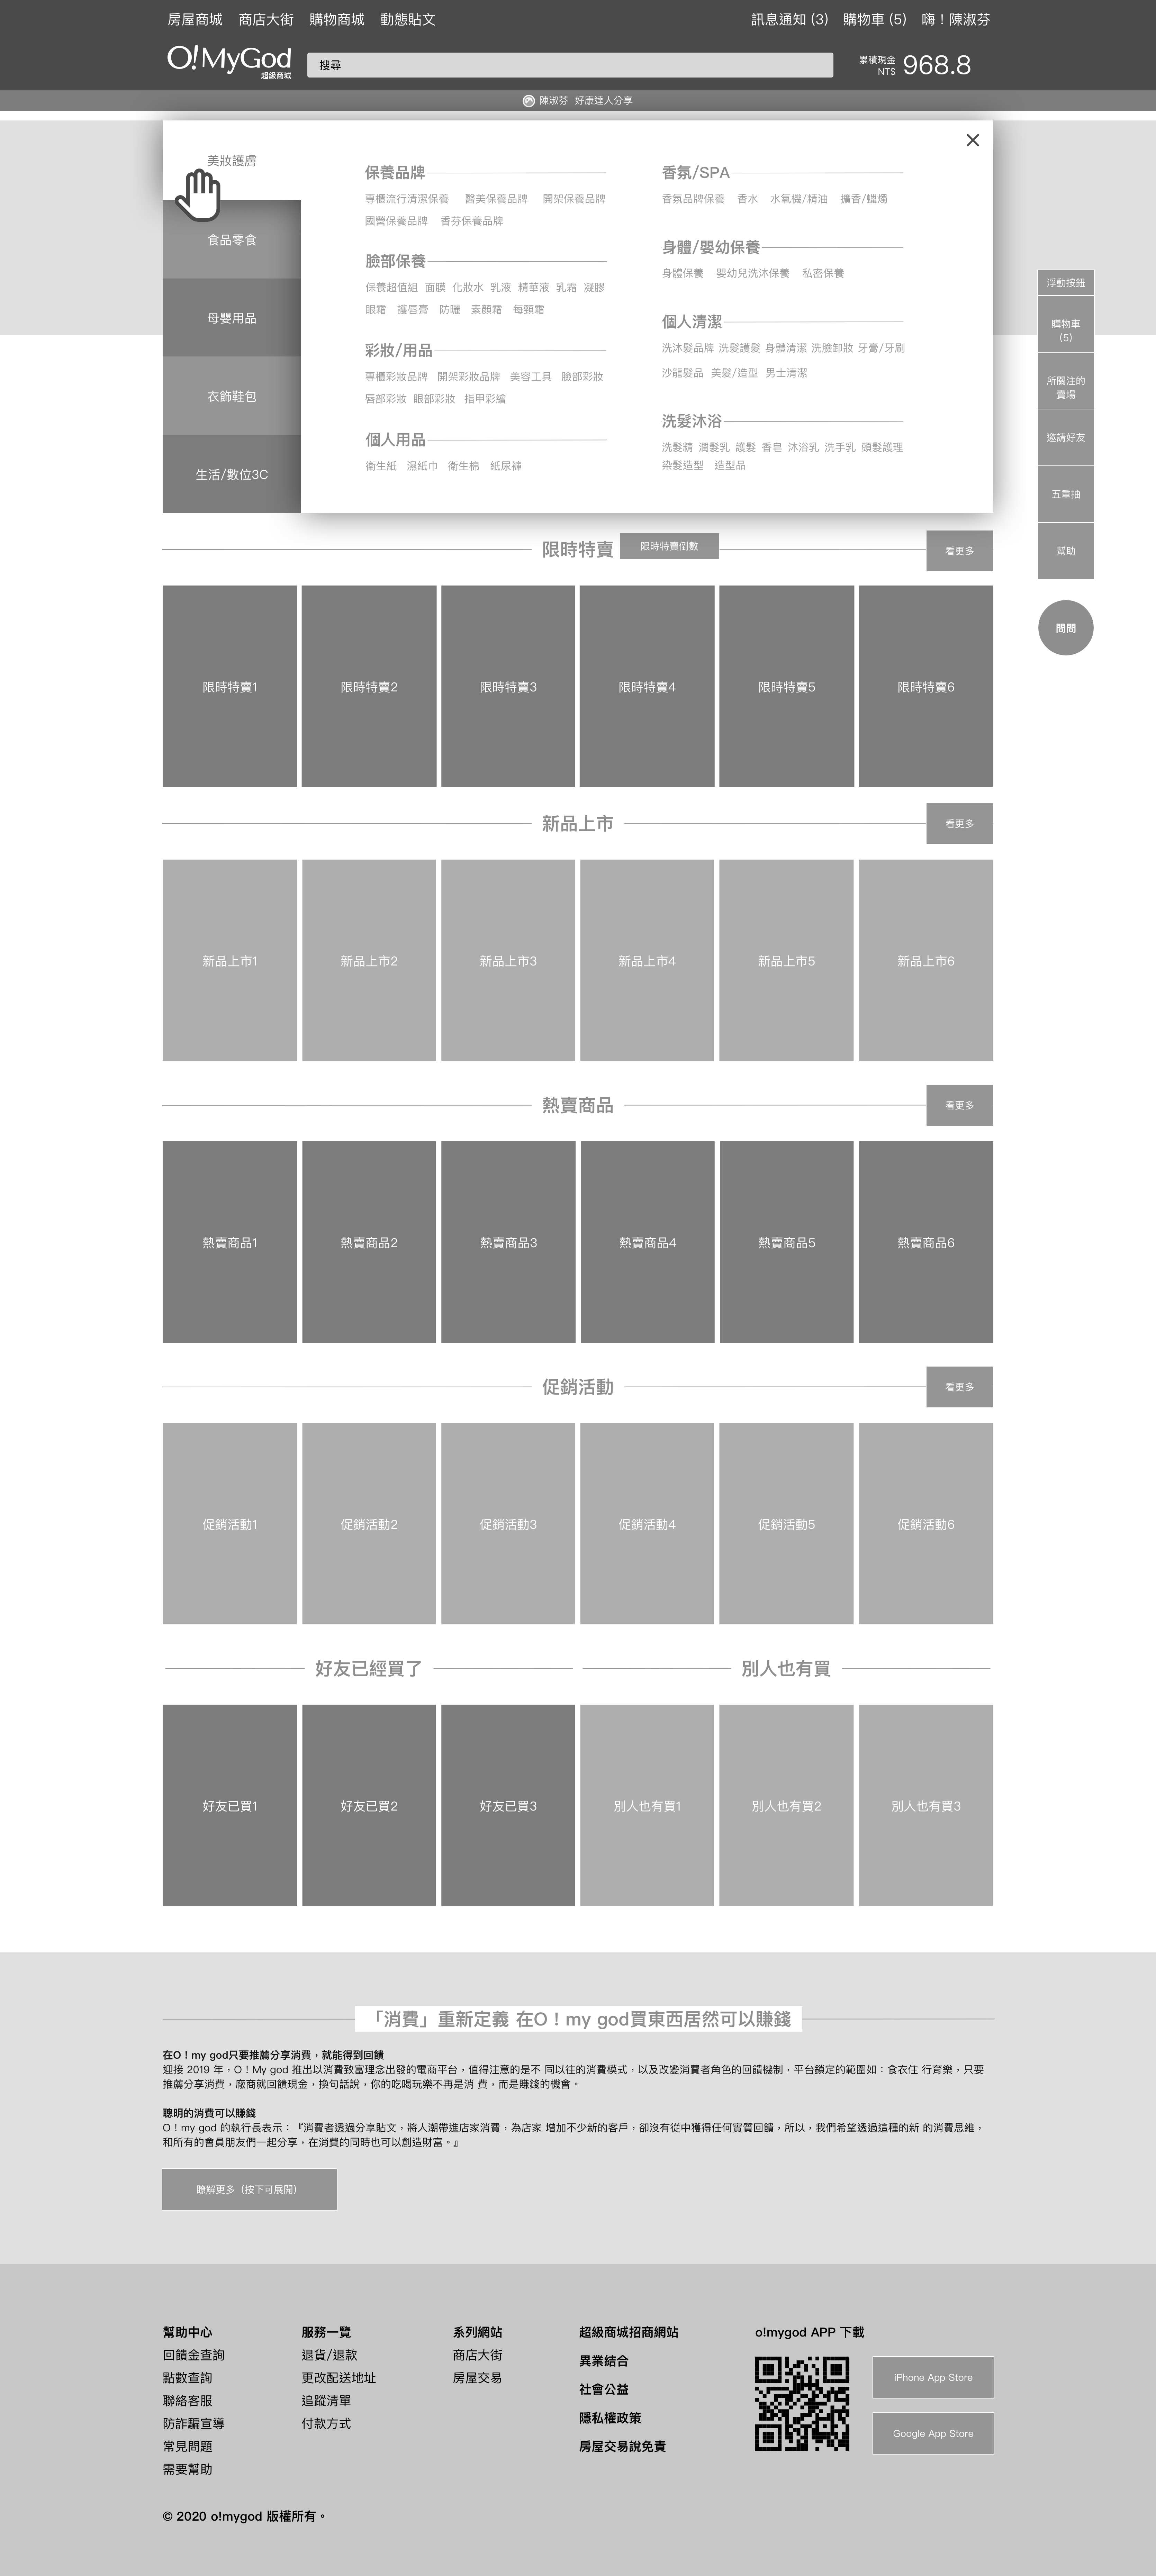 房屋商城 商店大街 購物商城 動態貼文 訊息通知 (3) 購物車 (5) 嗨！陳淑芬
O!MyGod
超級商城
搜尋
累積現金
NT$
968.8
陳淑芬 好康達人分享
美妝護膚
食品零食
母嬰用品
衣飾鞋包
生活/數位3C
保養品牌
專櫃流行清潔保養 醫美保養品牌 開架保養品牌
國營保養品牌 香芬保養品牌
臉部保養
保養超值組 面膜 化妝水 乳液 精華液 乳霜 凝膠
眼霜 護唇膏 防曬 素顏霜 每頸霜
彩妝/用品
專櫃彩妝品牌 開架彩妝品牌 美容工具 臉部彩妝
唇部彩妝 眼部彩妝 指甲彩繪
個人用品
衛生紙 濕紙巾 衛生棉 紙尿褲
香氛/SPA
香氛品牌保養 香水 水氧機/精油 擴香/蠟燭
身體/嬰幼保養
身體保養 嬰幼兒洗沐保養 私密保養
個人清潔
洗沐髮品牌 洗髮護髮 身體清潔 洗臉卸妝 牙膏/牙刷
沙龍髮品 美髮/造型 男士清潔
洗髮沐浴
洗髮精 潤髮乳 護髮 香皂 沐浴乳 洗手乳 頭髮護理
染髮造型 造型品
浮動按鈕
購物車
(5)
所關注的
賣場
邀請好友
五重抽
幫助
問問
限時特賣 限時特賣倒數 看更多
限時特賣1 限時特賣2 限時特賣3 限時特賣4 限時特賣5 限時特賣6
新品上市 看更多
新品上市1 新品上市2 新品上市3 新品上市4 新品上市5 新品上市6
熱賣商品 看更多
熱賣商品1 熱賣商品2 熱賣商品3 熱賣商品4 熱賣商品5 熱賣商品6
促銷活動 看更多
促銷活動1 促銷活動2 促銷活動3 促銷活動4 促銷活動5 促銷活動6
好友已經買了 別人也有買
好友已買1 好友已買2 好友已買3 別人也有買1 別人也有買2 別人也有買3
「消費」重新定義 在O！my god買東西居然可以賺錢
在O！my god只要推薦分享消費，就能得到回饋
迎接 2019 年，O！My god 推出以消費致富理念出發的電商平台，值得注意的是不 同以往的消費模式，以及改變消費者角色的回饋機制，平台鎖定的範圍如：食衣住 行育樂，只要
推薦分享消費，廠商就回饋現金，換句話說，你的吃喝玩樂不再是消 費，而是賺錢的機會。
聰明的消費可以賺錢
O！my god 的執行長表示：『消費者透過分享貼文，將人潮帶進店家消費，為店家 增加不少新的客戶，卻沒有從中獲得任何實質回饋，所以，我們希望透過這種的新 的消費思維，
和所有的會員朋友們一起分享，在消費的同時也可以創造財富。』
瞭解更多（按下可展開）
幫助中心
回饋金查詢
點數查詢
聯絡客服
防詐騙宣導
常見問題
需要幫助
服務一覽
退貨/退款
更改配送地址
追蹤清單
付款方式
系列網站
商店大街
房屋交易
超級商城招商網站
異業結合
社會公益
隱私權政策
房屋交易說免責
o!mygod APP 下載
iPhone App Store
Google App Store
© 2020 o!mygod 版權所有。